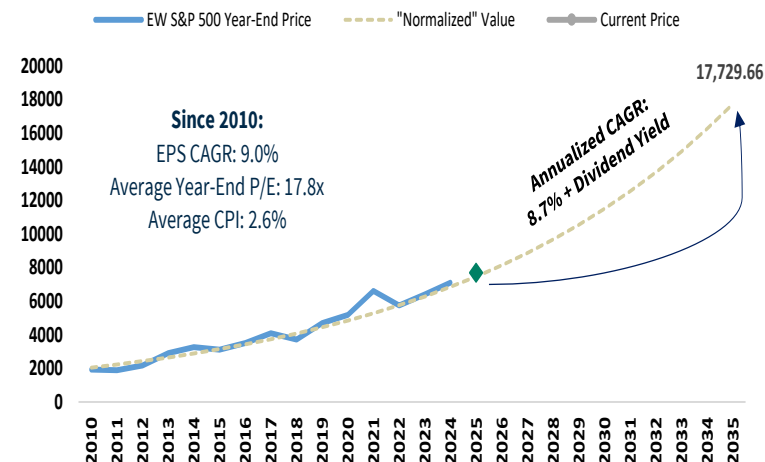 EW S&P 500 Year-End Price "Normalized" Value Current Price
20000
18000
16000
14000
12000
10000
8000
6000
4000
2000
0
17,729.66
Since 2010:
EPS CAGR: 9.0%
Average Year-End P/E: 17.8x
Average CPI: 2.6%
Annualized CAGR:
8.7% + Dividend Yield
2010 2011 2012 2013 2014 2015 2016 2017 2018 2019 2020 2021 2022 2023 2024 2025 2026 2027 2028 2029 2030 2031 2032 2033 2034 2035